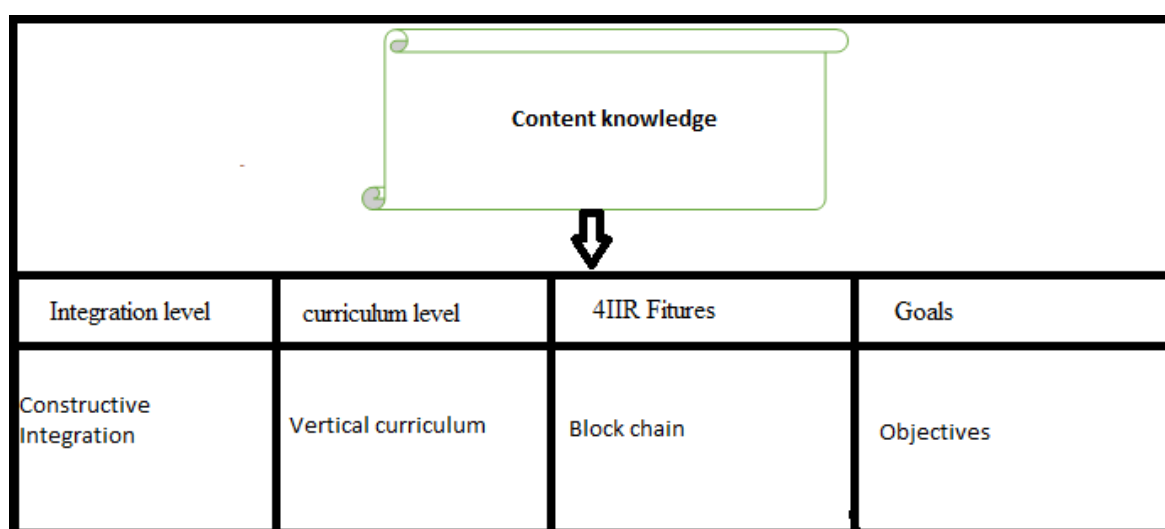 Content knowledge
Integration level
curriculum level
4IIR Fitures
Goals
Constructive
Integration
Vertical curriculum
Block chain
Objectives